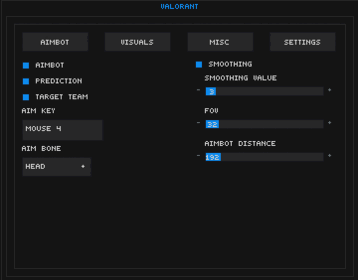 VALORANT
AIMBOT
VISUALS
MISC
SETTINGS
AIMBOT
PREDICTION
TARGET TEAM
AIM KEY
MOUSE 4
AIM BONE
HEAD
SMOOTHING
SMOOTHING VALUE
- 3 +
FOV
- 32 +
AIMBOT DISTANCE
- 192 +